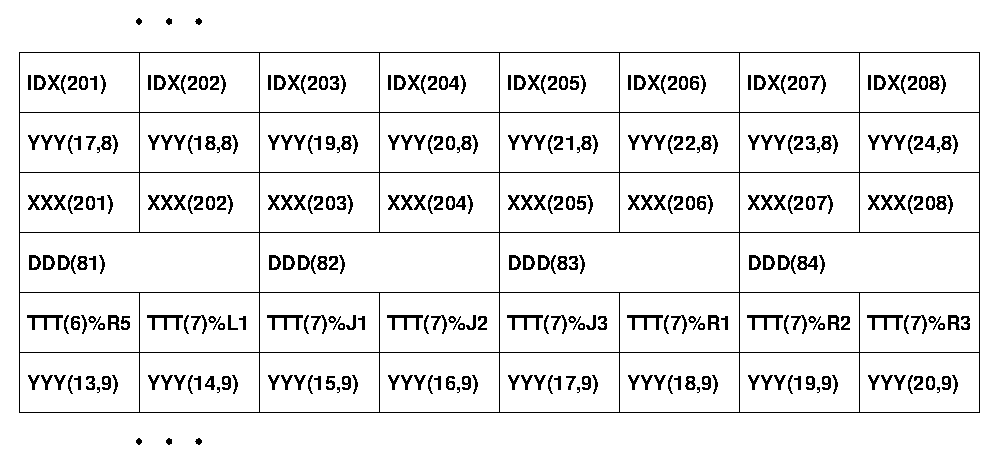 . . .
IDX(201) IDX(202) IDX(203) IDX(204) IDX(205) IDX(206) IDX(207) IDX(208)
YYY(17,8) YYY(18,8) YYY(19,8) YYY(20,8) YYY(21,8) YYY(22,8) YYY(23,8) YYY(24,8)
XXX(201) XXX(202) XXX(203) XXX(204) XXX(205) XXX(206) XXX(207) XXX(208)
DDD(81) DDD(82) DDD(83) DDD(84)
TTT(6)%R5 TTT(7)%L1 TTT(7)%J1 TTT(7)%J2 TTT(7)%J3 TTT(7)%R1 TTT(7)%R2 TTT(7)%R3
YYY(13,9) YYY(14,9) YYY(15,9) YYY(16,9) YYY(17,9) YYY(18,9) YYY(19,9) YYY(20,9)
. . .